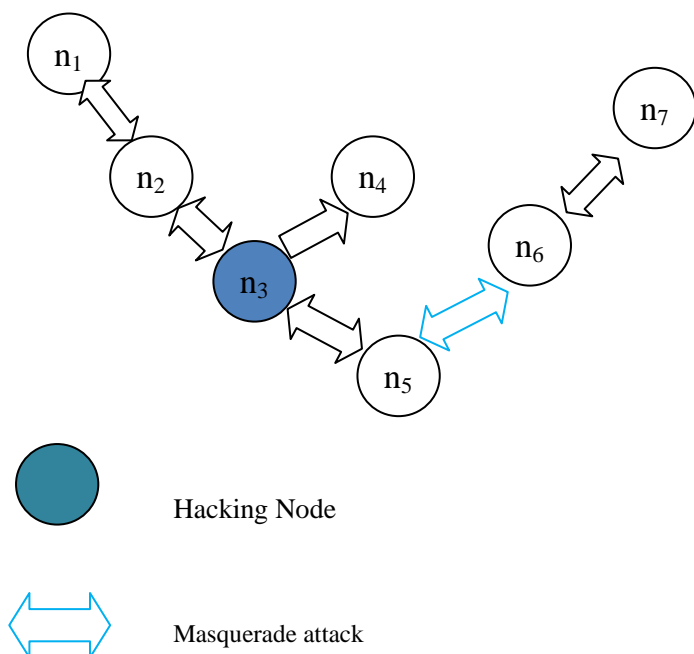 n₁
n₇
n₂
n₄
n₆
n₃
n₅
Hacking Node
Masquerade attack